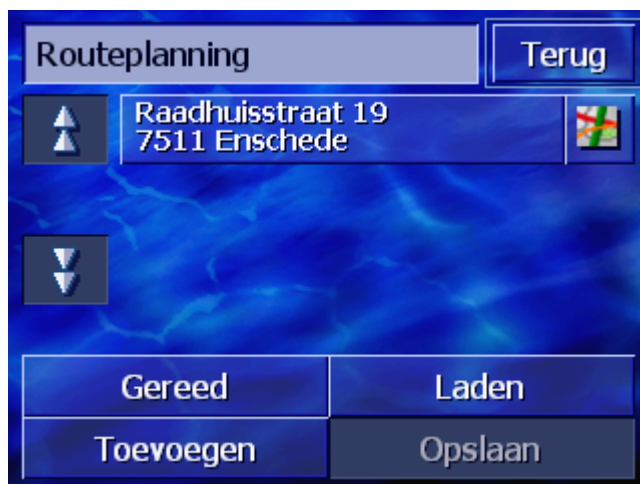 Routeplanning
Terug
Raadhuisstraat 19
7511 Enschede
Gereed
Laden
Toevoegen
Opslaan